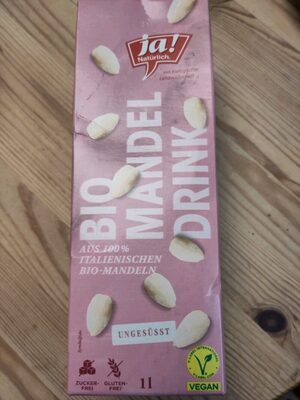 ja!
Natürlich.
BIO
MANDEL
DRINK
AUS 100%
ITALIENISCHEN
BIO-MANDELN
UNGESÜSST
ZUCKER-
FREI
GLUTEN-
FREI
1l
VEGAN